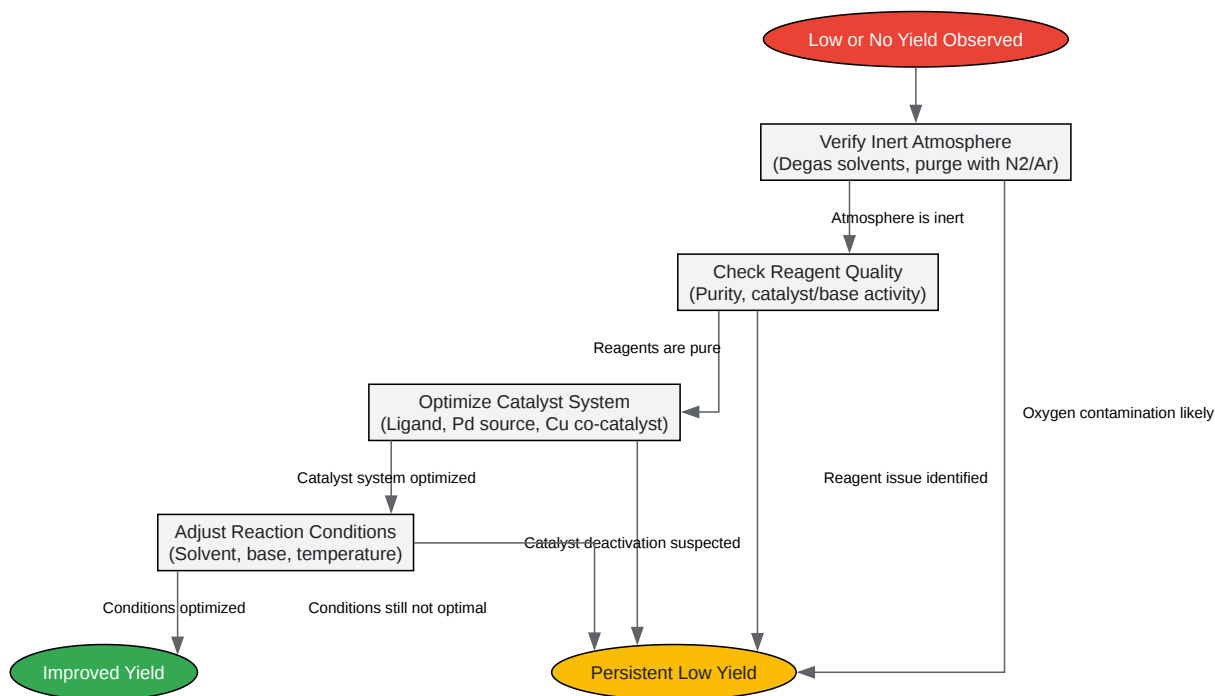 Low or No Yield Observed
Verify Inert Atmosphere
(Degas solvents, purge with N2/Ar)
Atmosphere is inert
Check Reagent Quality
(Purity, catalyst/base activity)
Reagents are pure
Optimize Catalyst System
(Ligand, Pd source, Cu co-catalyst)
Oxygen contamination likely
Catalyst system optimized
Reagent issue identified
Adjust Reaction Conditions
(Solvent, base, temperature)
Catalyst deactivation suspected
Conditions optimized
Conditions still not optimal
Improved Yield
Persistent Low Yield